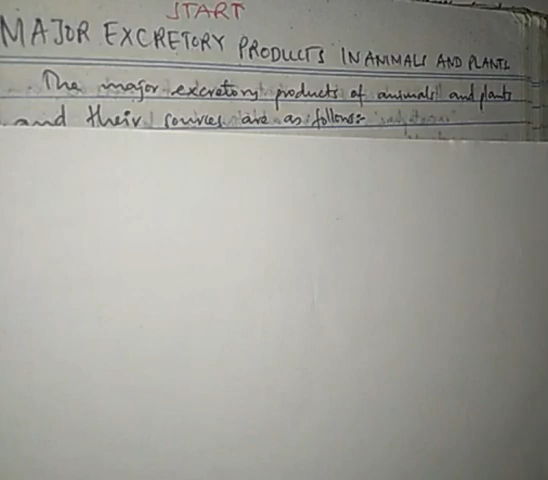 START
MAJOR EXCRETORY PRODUCTS IN ANIMALS AND PLANTS
The major excretory products of animals and plants
and their sources are as follows:-